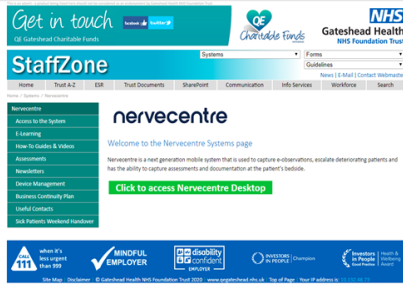 Get in touch
facebook
twitter
QE Gateshead Charitable Funds
QE
Charitable Funds
NHS
Gateshead Health
NHS Foundation Trust
StaffZone
Systems
Forms
Guidelines
News | E-Mail | Contact Webmaster
Home Trust A-Z ESR Trust Documents SharePoint Communication Info Services Workforce Search
Home / Systems / Nervecentre
Nervecentre
Access to the System
E-Learning
How-To Guides & Videos
Assessments
Newsletters
Device Management
Business Continuity Plan
Useful Contacts
Sick Patients Weekend Handover
nervecentre
Welcome to the Nervecentre Systems page
Nervecentre is a next generation mobile system that is used to capture e-observations, escalate deteriorating patients and
has the ability to capture assessments and documentation at the patient's bedside.
Click to access Nervecentre Desktop
CALL
111
when it's
less urgent
than 999
MINDFUL
EMPLOYER
disability
confident
EMPLOYER
INVESTORS
IN PEOPLE
Champion
Investors
in People
Good Practice
Award
Health &
Wellbeing
Award
Site Map | Disclaimer © Gateshead Health NHS Foundation Trust 2020 www.qegateshead.nhs.uk Top of Page Your IP address is